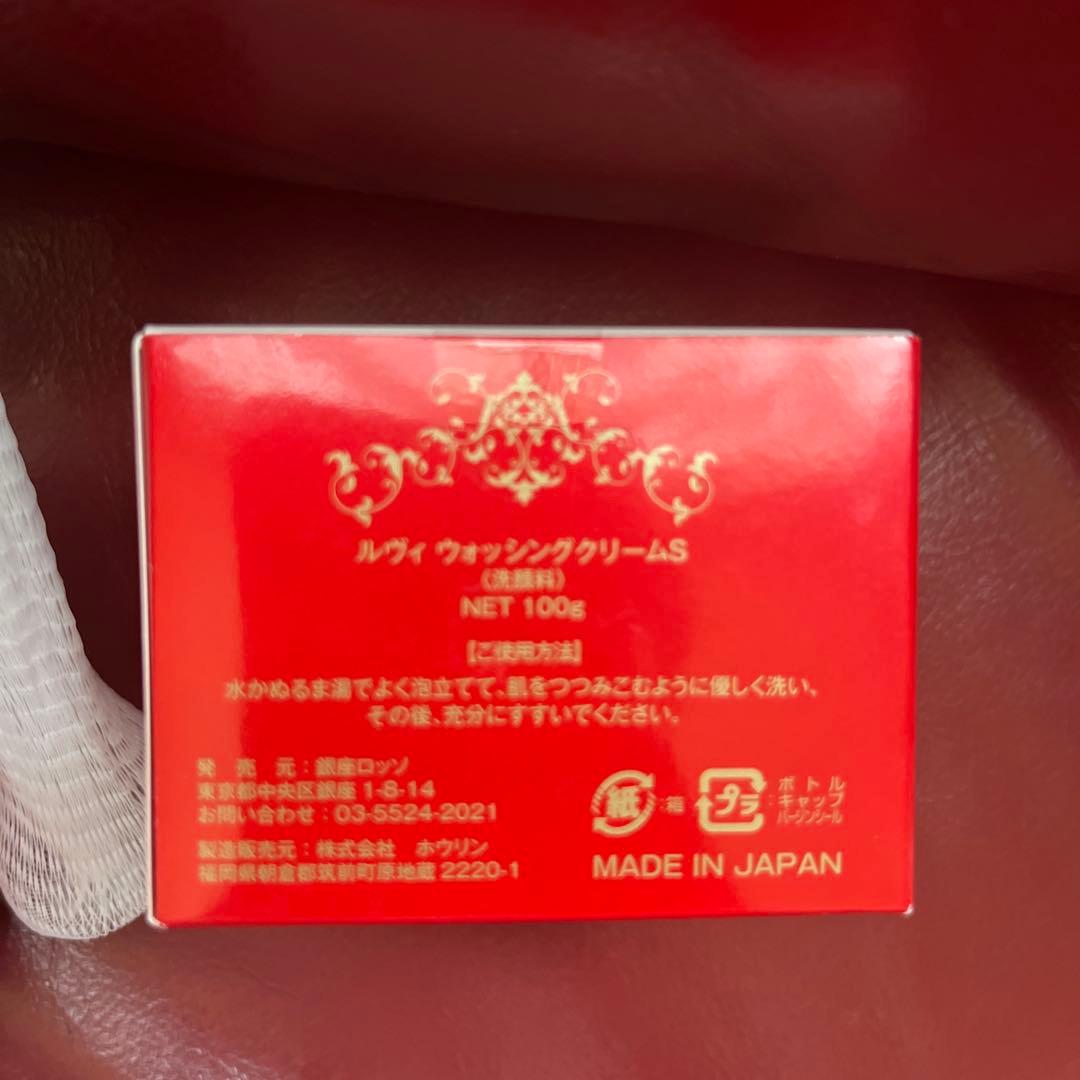 ルヴィ ウォッシングクリームS
(洗顔料)
NET 100g
【ご使用方法】
水かぬるま湯でよく泡立てて、肌をつつみこむように優しく洗い、
その後、充分にすすいでください。
発売元:銀座ロッソ
東京都中央区銀座 1-8-14
お問い合わせ:03-5524-2021
製造販売元:株式会社 ホウリン
福岡県朝倉郡筑前町原地蔵 2220-1
紙:箱
プラ:ボトル
キャップ
バージンシール
MADE IN JAPAN